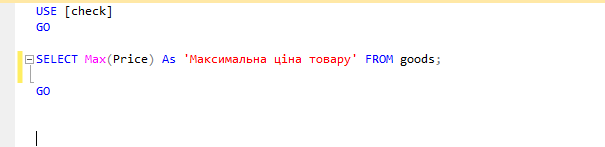 USE [check]
GO
SELECT Max(Price) As 'Максимальна ціна товару' FROM goods;
GO